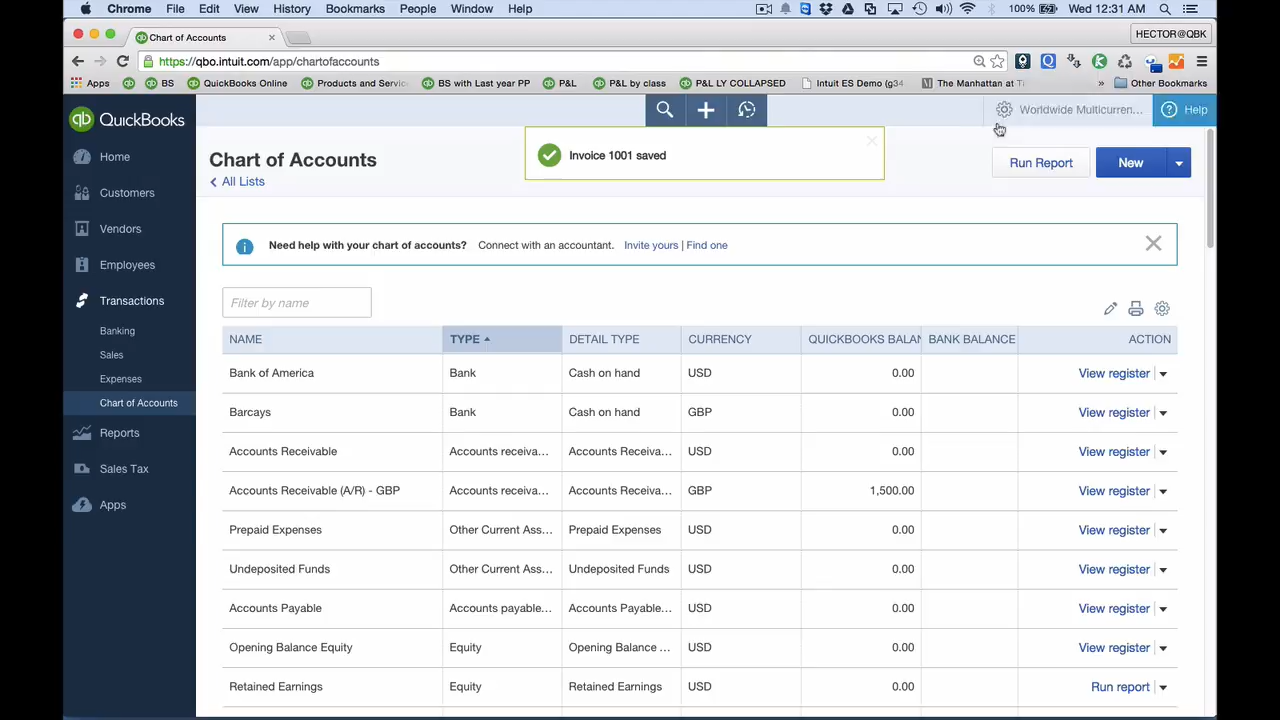 Chrome File Edit View History Bookmarks People Window Help 100% Wed 12:31 AM
Chart of Accounts × HECTOR@QBK
https://qbo.intuit.com/app/chartofaccounts
Apps BS QuickBooks Online Products and Servic P&L P&L by class P&L LY COLLAPSED BS with Last year PP Intuit ES Demo (g34 The Manhattan at Ti » Other Bookmarks
qb QuickBooks Worldwide Multicurren... Help
Invoice 1001 saved
Home
Customers
Vendors
Employees
Transactions
Banking
Sales
Expenses
Chart of Accounts
Reports
Sales Tax
Apps
Chart of Accounts Run Report New
All Lists
Need help with your chart of accounts? Connect with an accountant. Invite yours | Find one
Filter by name
NAME TYPE DETAIL TYPE CURRENCY QUICKBOOKS BALAN BANK BALANCE ACTION
Bank of America Bank Cash on hand USD 0.00 View register
Barcays Bank Cash on hand GBP 0.00 View register
Accounts Receivable Accounts receiva... Accounts Receiva... USD 0.00 View register
Accounts Receivable (A/R) - GBP Accounts receiva... Accounts Receiva... GBP 1,500.00 View register
Prepaid Expenses Other Current Ass... Prepaid Expenses USD 0.00 View register
Undeposited Funds Other Current Ass... Undeposited Funds USD 0.00 View register
Accounts Payable Accounts payable... Accounts Payable... USD 0.00 View register
Opening Balance Equity Equity Opening Balance ... USD 0.00 View register
Retained Earnings Equity Retained Earnings USD 0.00 Run report